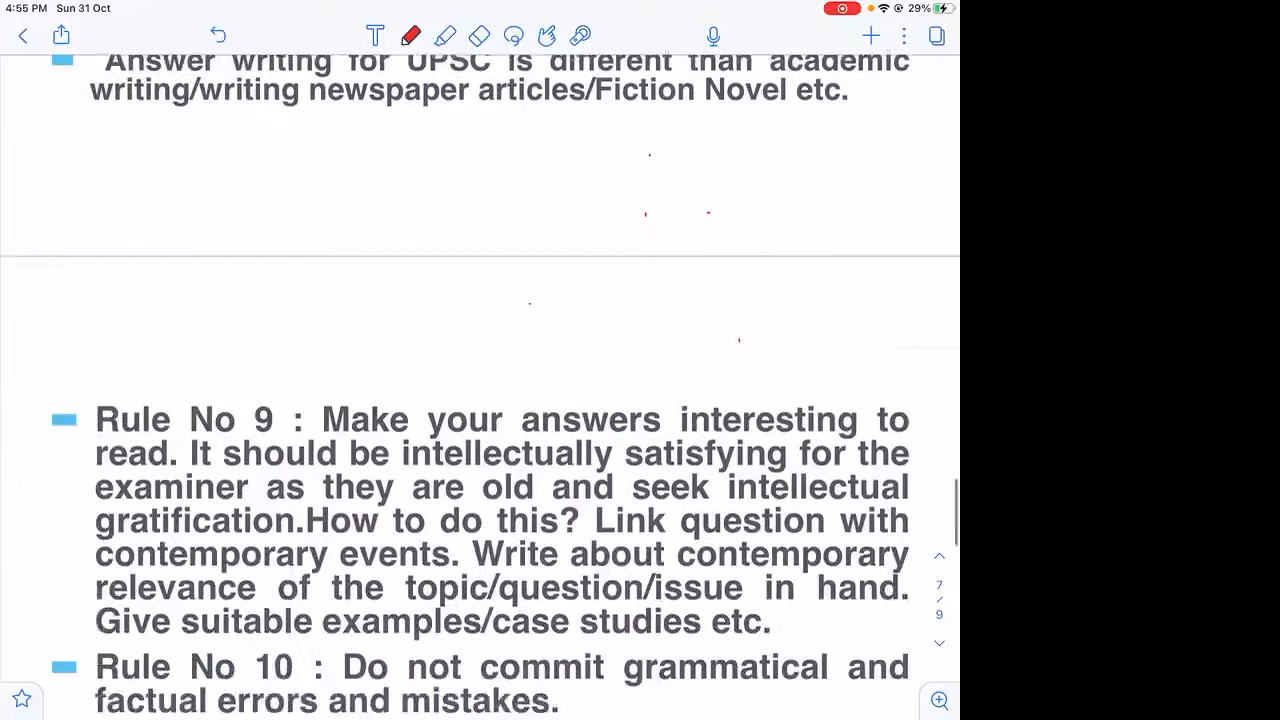 4:55 PM Sun 31 Oct 29%
Answer writing for UPSC is different than academic
writing/writing newspaper articles/Fiction Novel etc.
Rule No 9 : Make your answers interesting to
read. It should be intellectually satisfying for the
examiner as they are old and seek intellectual
gratification.How to do this? Link question with
contemporary events. Write about contemporary
relevance of the topic/question/issue in hand.
Give suitable examples/case studies etc.
7
/
9
Rule No 10 : Do not commit grammatical and
factual errors and mistakes.